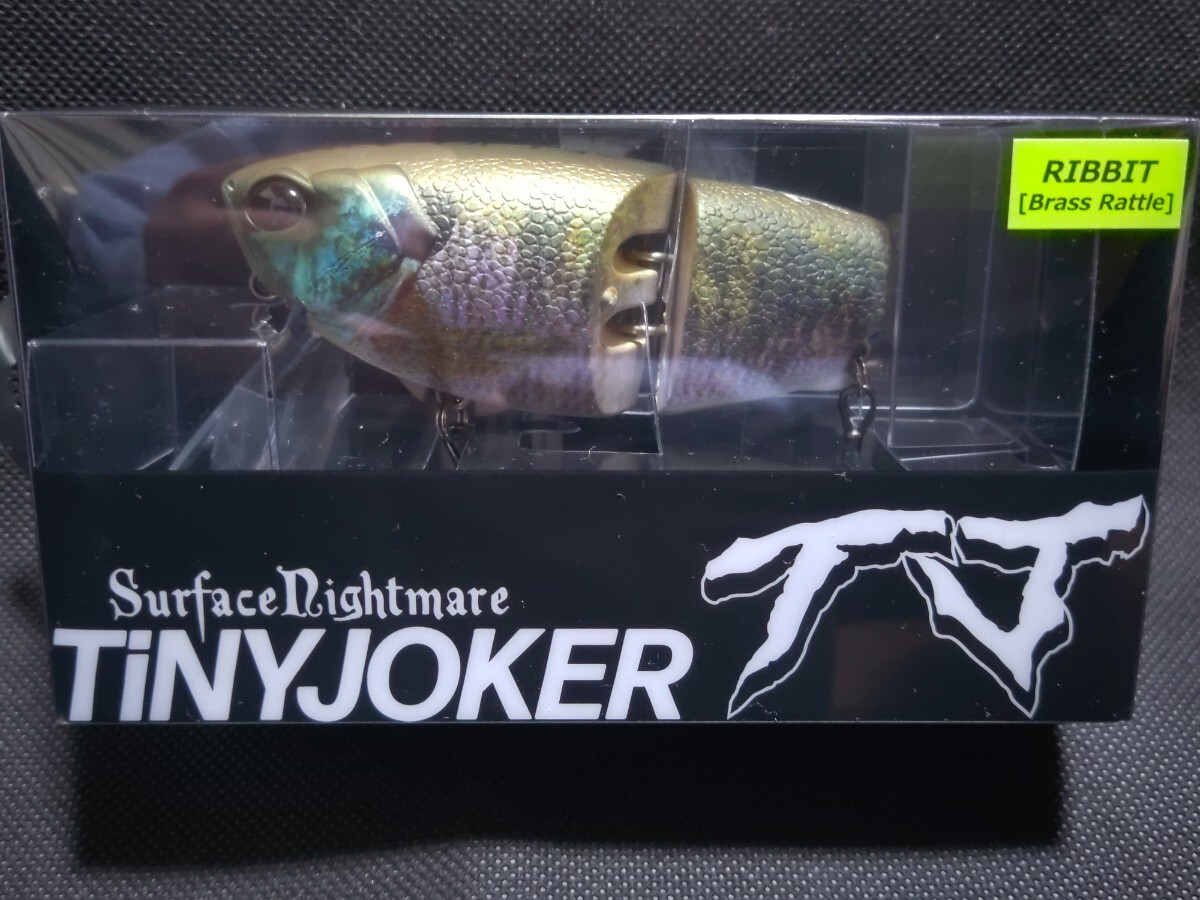 RIBBIT
[Brass Rattle]
SurfaceNightmare
TiNYJOKER
TJ